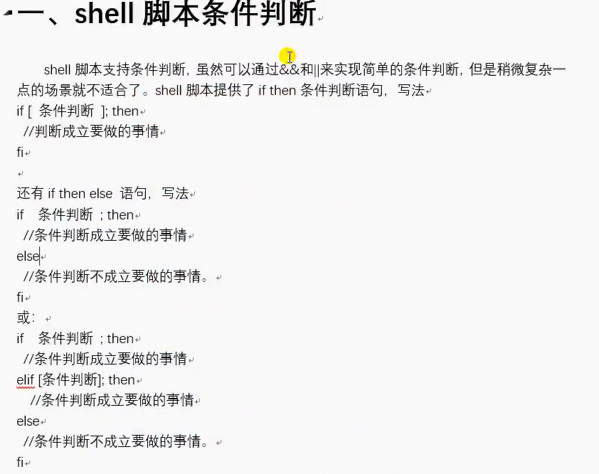 一、shell 脚本条件判断
shell 脚本支持条件判断, 虽然可以通过&&和||来实现简单的条件判断, 但是稍微复杂一
点的场景就不适合了。shell 脚本提供了 if then 条件判断语句, 写法
if [ 条件判断 ]; then
//判断成立要做的事情
fi
还有 if then else 语句, 写法
if 条件判断 ; then
//条件判断成立要做的事情
else
//条件判断不成立要做的事情。
fi
或:
if 条件判断 ; then
//条件判断成立要做的事情
elif [条件判断]; then
//条件判断成立要做的事情
else
//条件判断不成立要做的事情。
fi